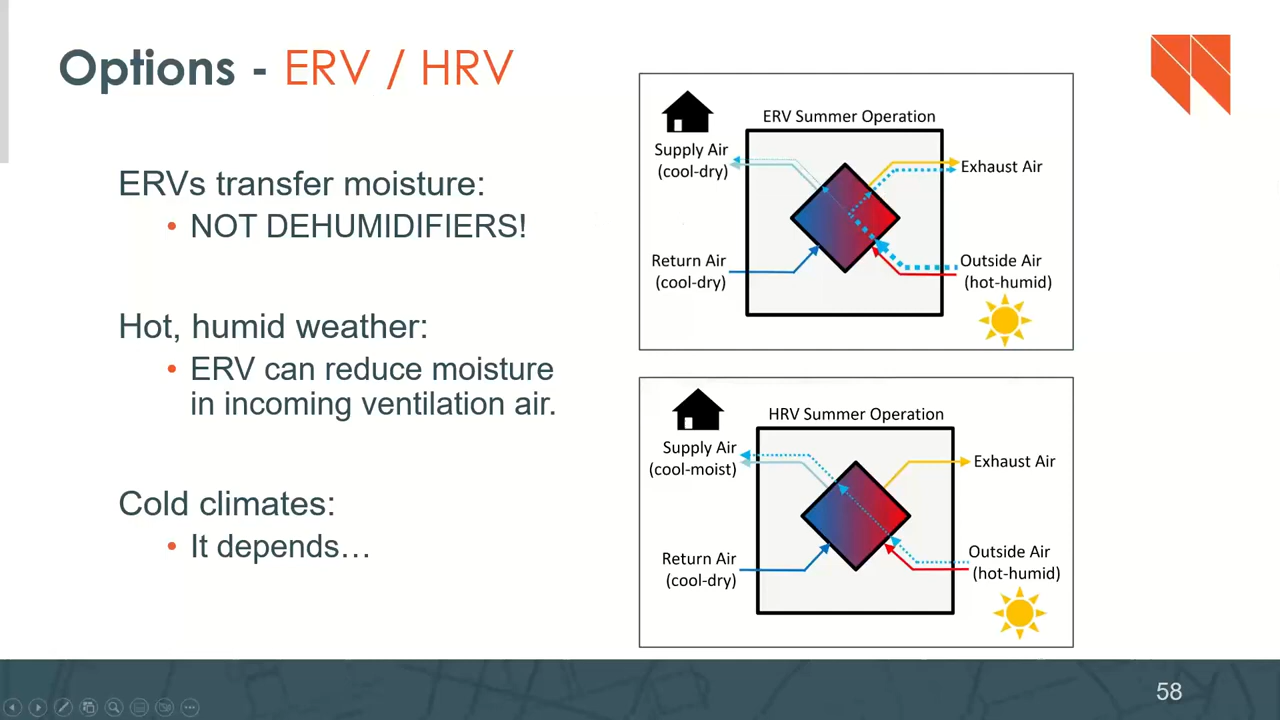 Options - ERV / HRV
ERVs transfer moisture:
• NOT DEHUMIDIFIERS!
Hot, humid weather:
• ERV can reduce moisture
in incoming ventilation air.
Cold climates:
• It depends…
ERV Summer Operation
Supply Air
(cool-dry)
Exhaust Air
Return Air
(cool-dry)
Outside Air
(hot-humid)
HRV Summer Operation
Supply Air
(cool-moist)
Exhaust Air
Return Air
(cool-dry)
Outside Air
(hot-humid)
58